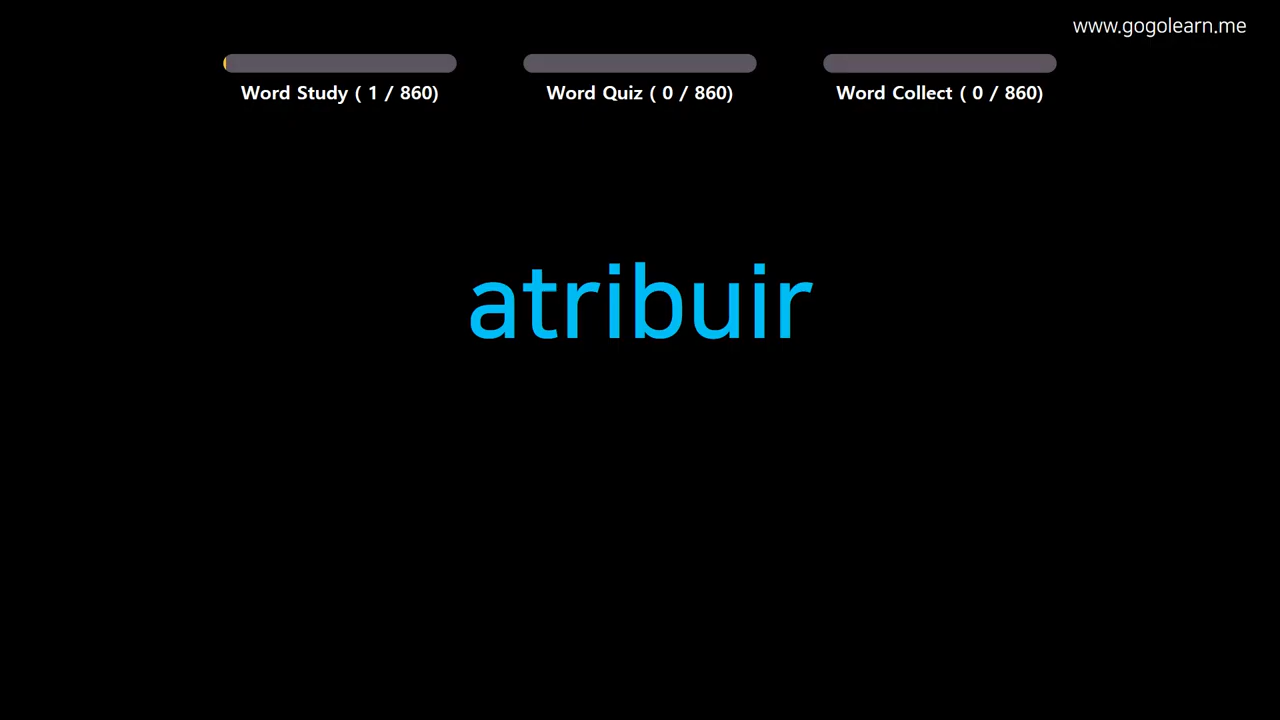 www.gogolearn.me
Word Study ( 1 / 860)
Word Quiz ( 0 / 860)
Word Collect ( 0 / 860)
atribuir